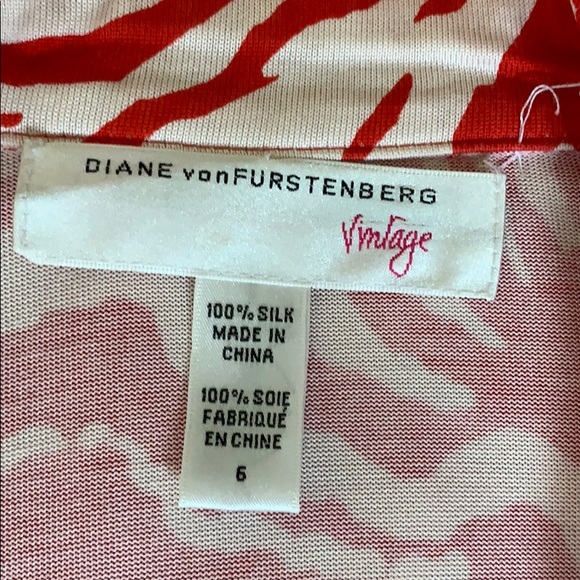 DIANE vonFURSTENBERG
Vintage
100% SILK
MADE IN
CHINA
100% SOIE
FABRIQUÉ
EN CHINE
6